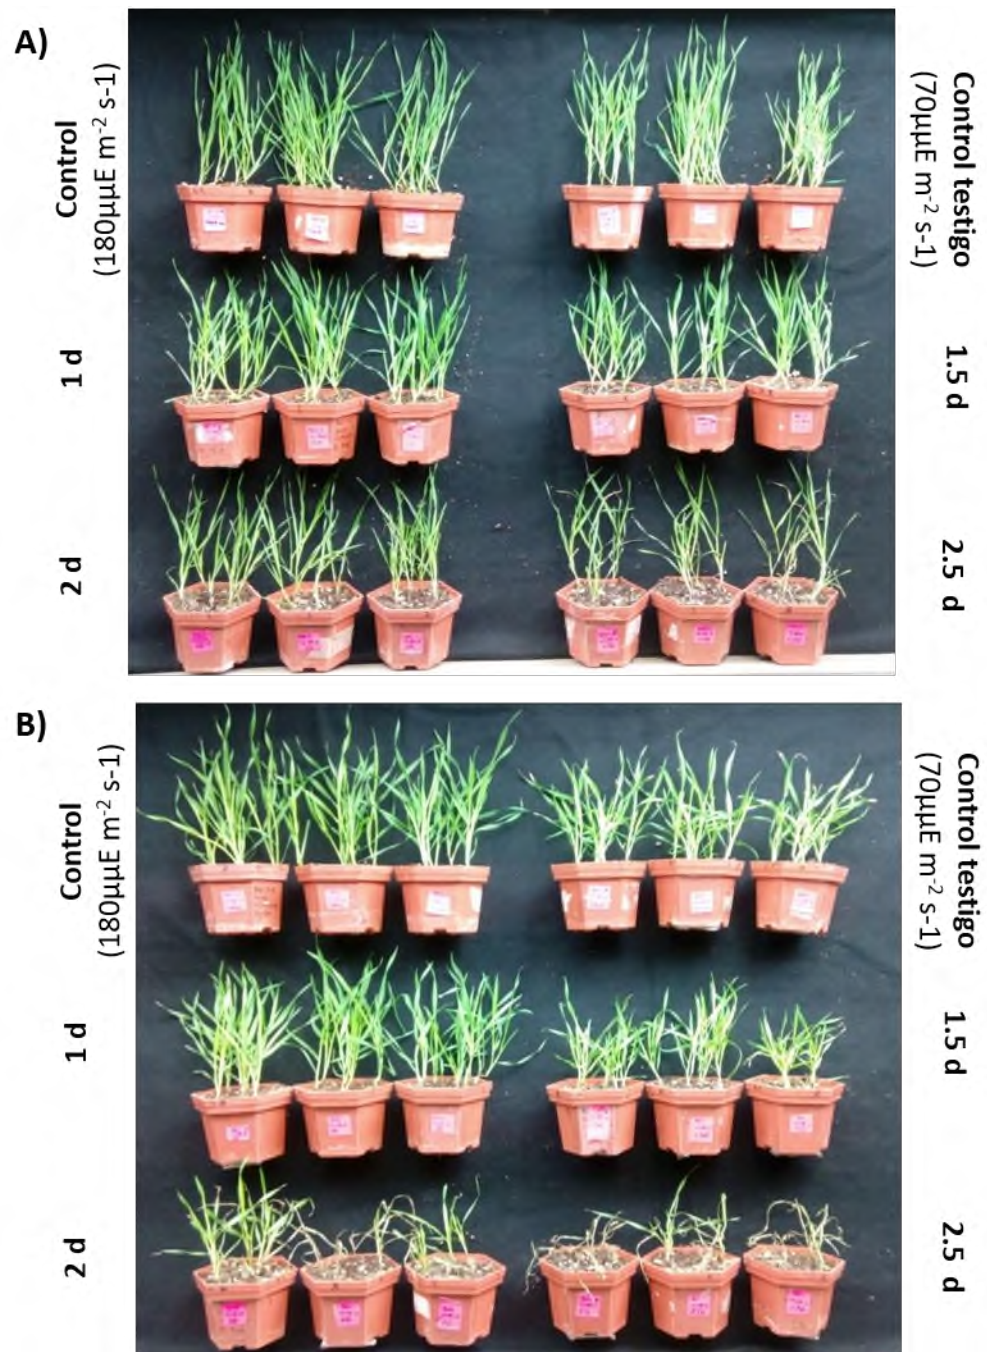 A)
Control
(180µµE m⁻² s-1)
1 d
2 d
Control testigo
(70µµE m⁻² s-1)
1.5 d
2.5 d
B)
Control
(180µµE m⁻² s-1)
1 d
2 d
Control testigo
(70µµE m⁻² s-1)
1.5 d
2.5 d